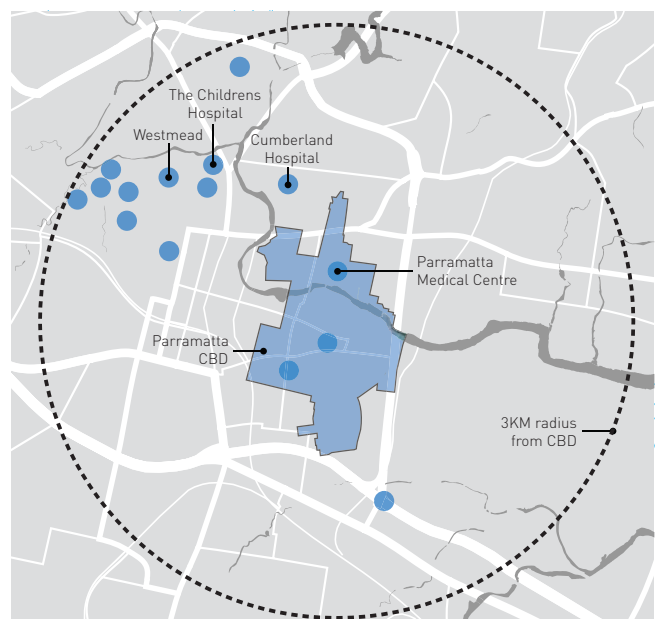 The Childrens
Hospital
Westmead
Cumberland
Hospital
Parramatta
Medical Centre
Parramatta
CBD
3KM radius
from CBD